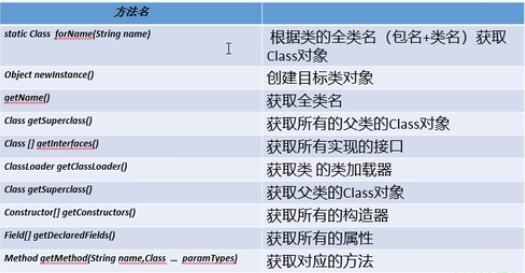 方法名
static Class forName(String name) 根据类的全类名（包名+类名）获取
Class对象
Object newInstance() 创建目标类对象
getName() 获取全类名
Class getSuperclass() 获取所有的父类的Class对象
Class [] getInterfaces() 获取所有实现的接口
ClassLoader getClassLoader() 获取类 的类加载器
Class getSuperclass() 获取父类的Class对象
Constructor[] getConstructors() 获取所有的构造器
Field[] getDeclaredFields() 获取所有的属性
Method getMethod(String name,Class … paramTypes) 获取对应的方法